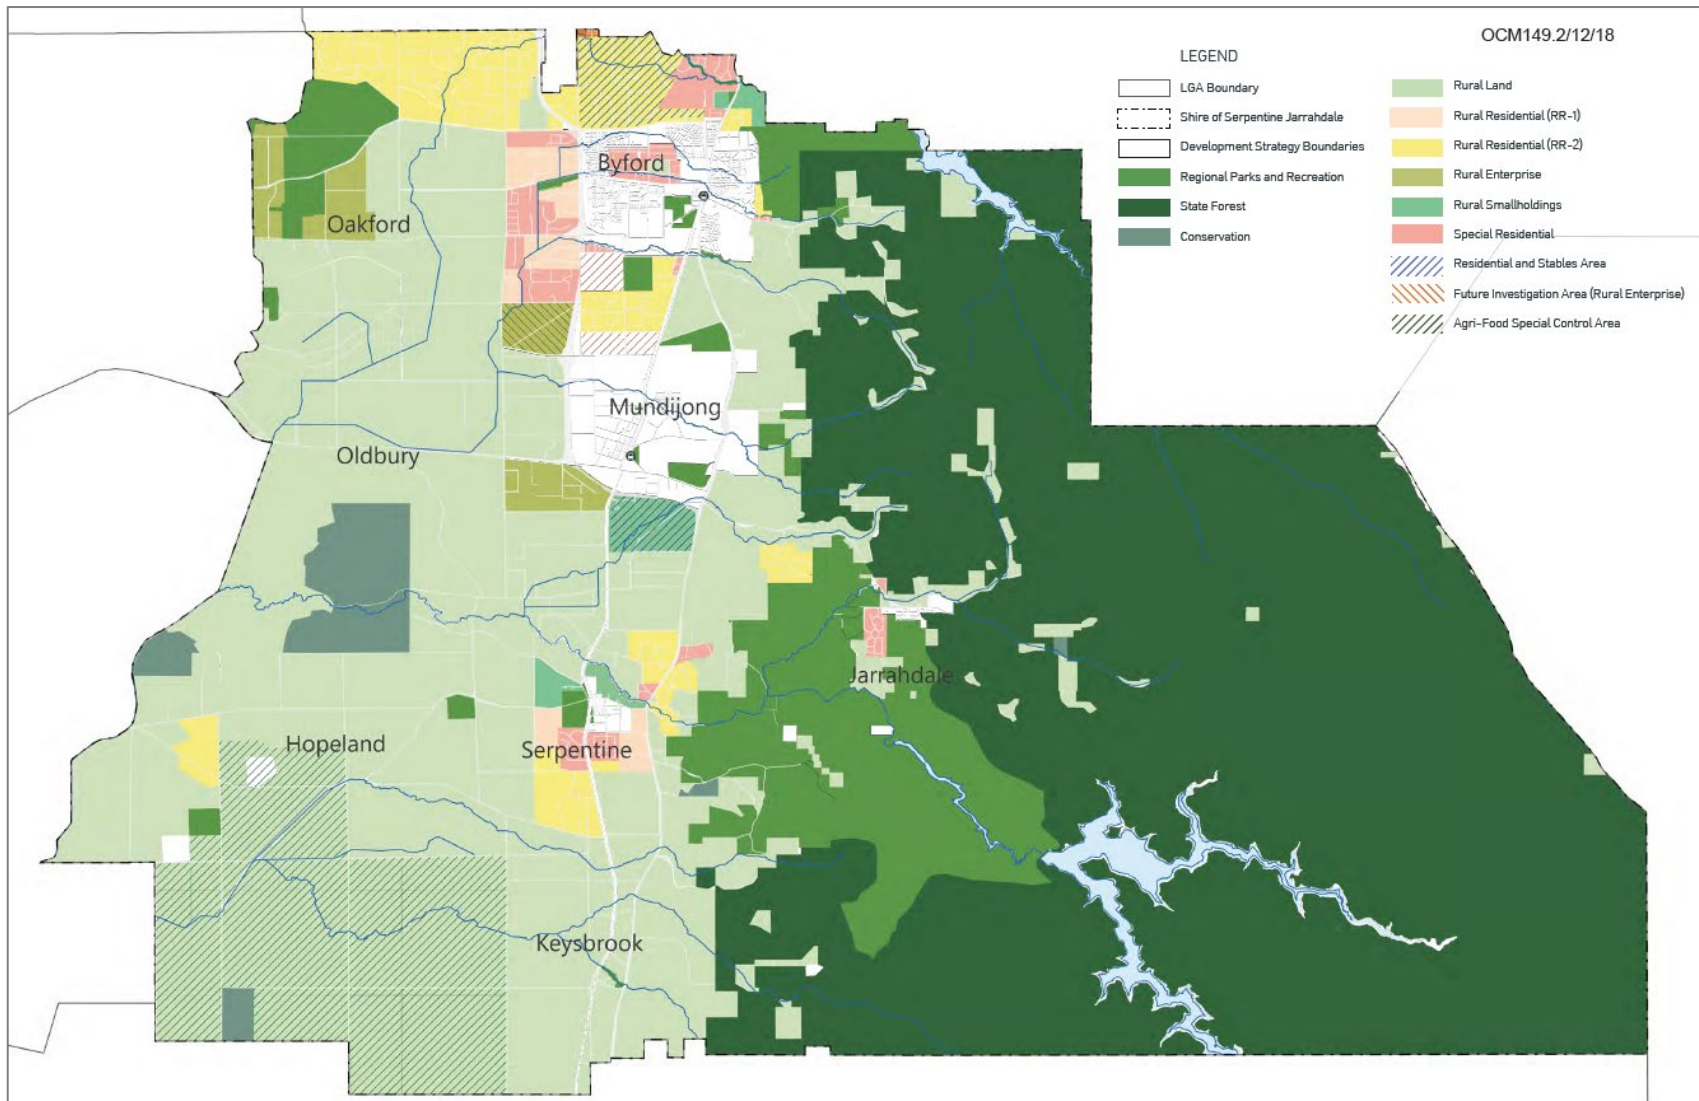 OCM149.2/12/18
LEGEND
LGA Boundary
Shire of Serpentine Jarrahdale
Development Strategy Boundaries
Regional Parks and Recreation
State Forest
Conservation
Rural Land
Rural Residential (RR-1)
Rural Residential (RR-2)
Rural Enterprise
Rural Smallholdings
Special Residential
Residential and Stables Area
Future Investigation Area (Rural Enterprise)
Agri-Food Special Control Area
Byford
Oakford
Mundijong
Oldbury
Jarrahdale
Hopeland
Serpentine
Keysbrook